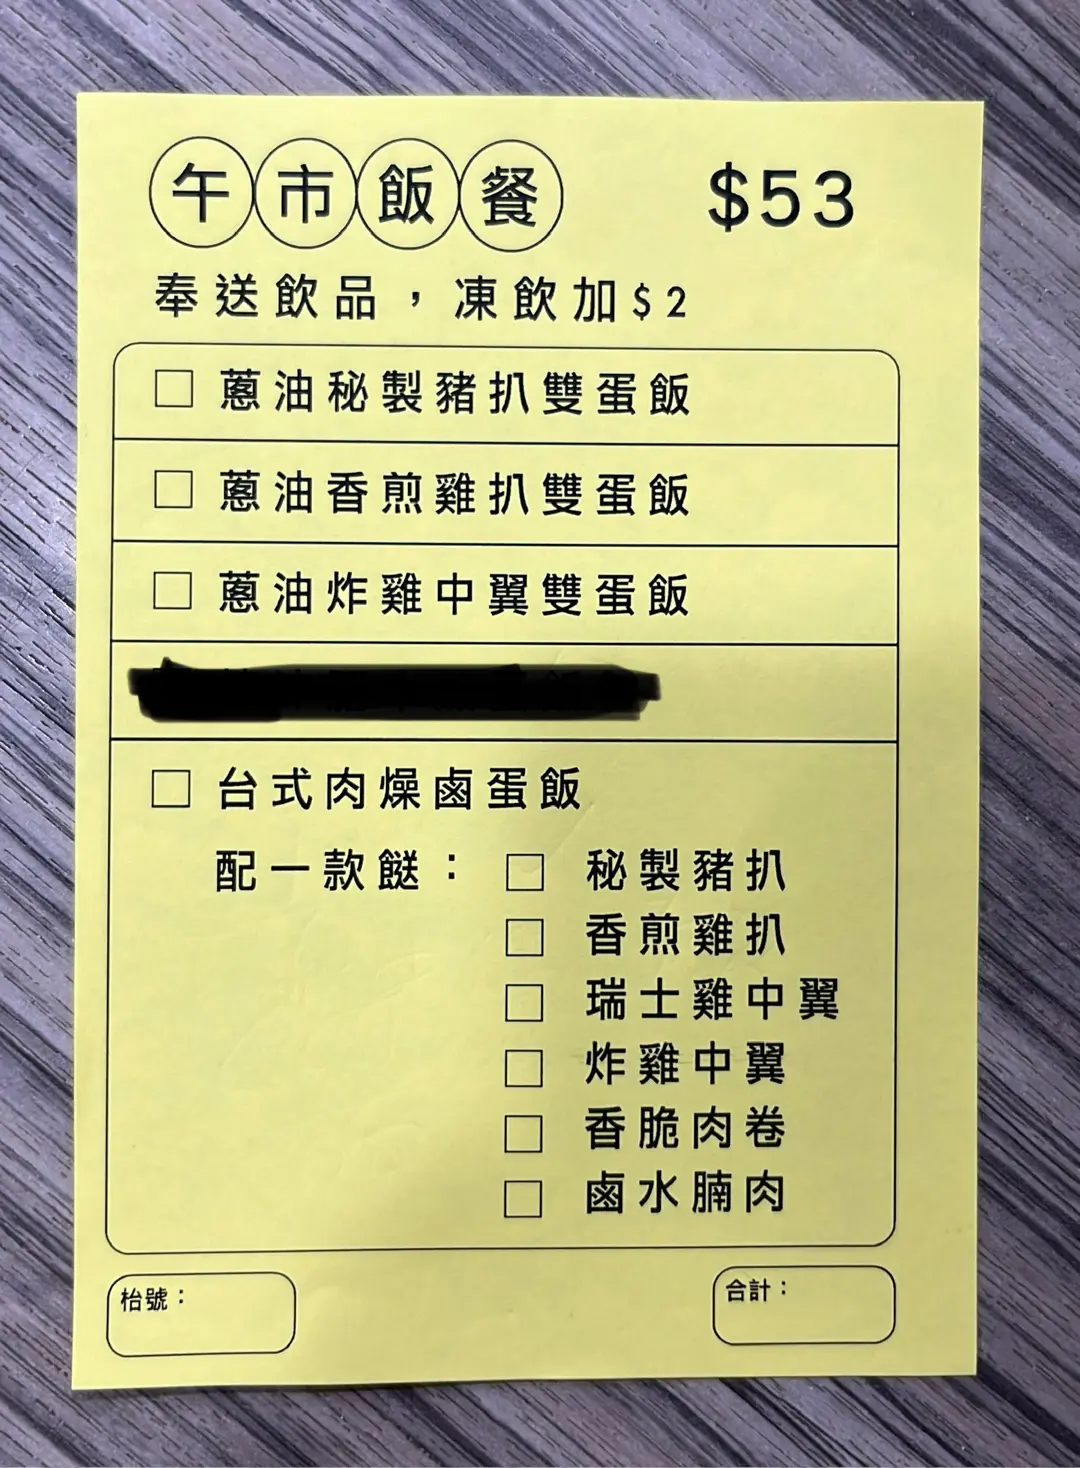 午市飯餐 $53
奉送飲品，凍飲加$2
□ 蔥油秘製豬扒雙蛋飯
□ 蔥油香煎雞扒雙蛋飯
□ 蔥油炸雞中翼雙蛋飯
□ 台式肉燥鹵蛋飯
配一款餸： □ 秘製豬扒
□ 香煎雞扒
□ 瑞士雞中翼
□ 炸雞中翼
□ 香脆肉卷
□ 鹵水腩肉
枱號： 合計：